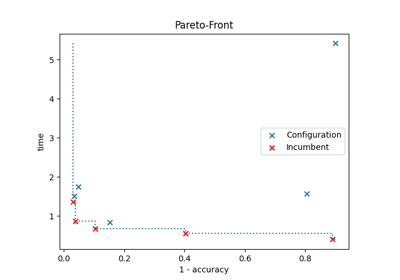 Pareto-Front
5
4
3
2
1
time
Configuration
Incumbent
0.0 0.2 0.4 0.6 0.8
1 - accuracy